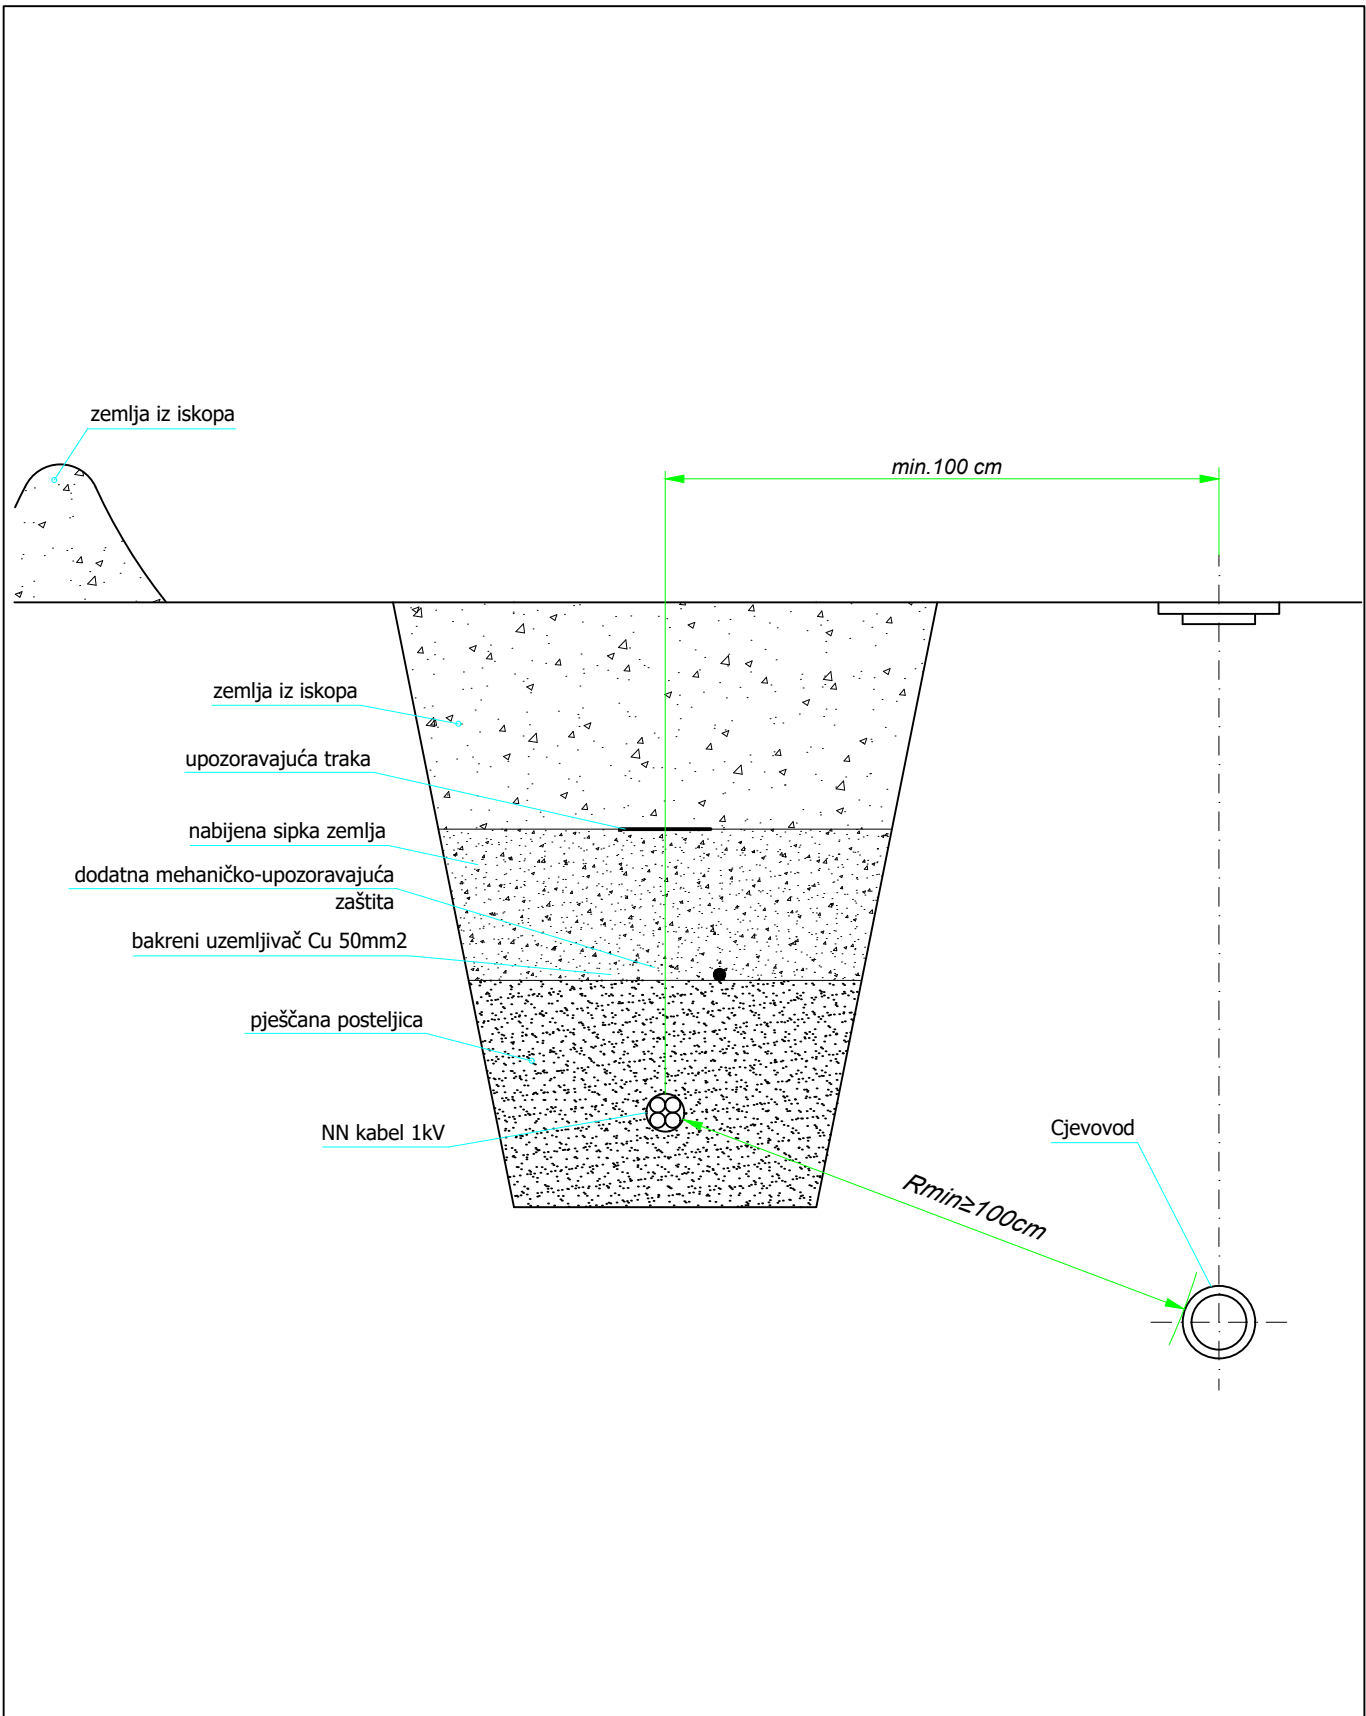 zemlja iz iskopa
min.100 cm
zemlja iz iskopa
upozoravajuća traka
nabijena sipka zemlja
dodatna mehaničko-upozoravajuća
zaštita
bakreni uzemljivač Cu 50mm2
pješčana posteljica
NN kabel 1kV
Cjevovod
Rmin≥100cm